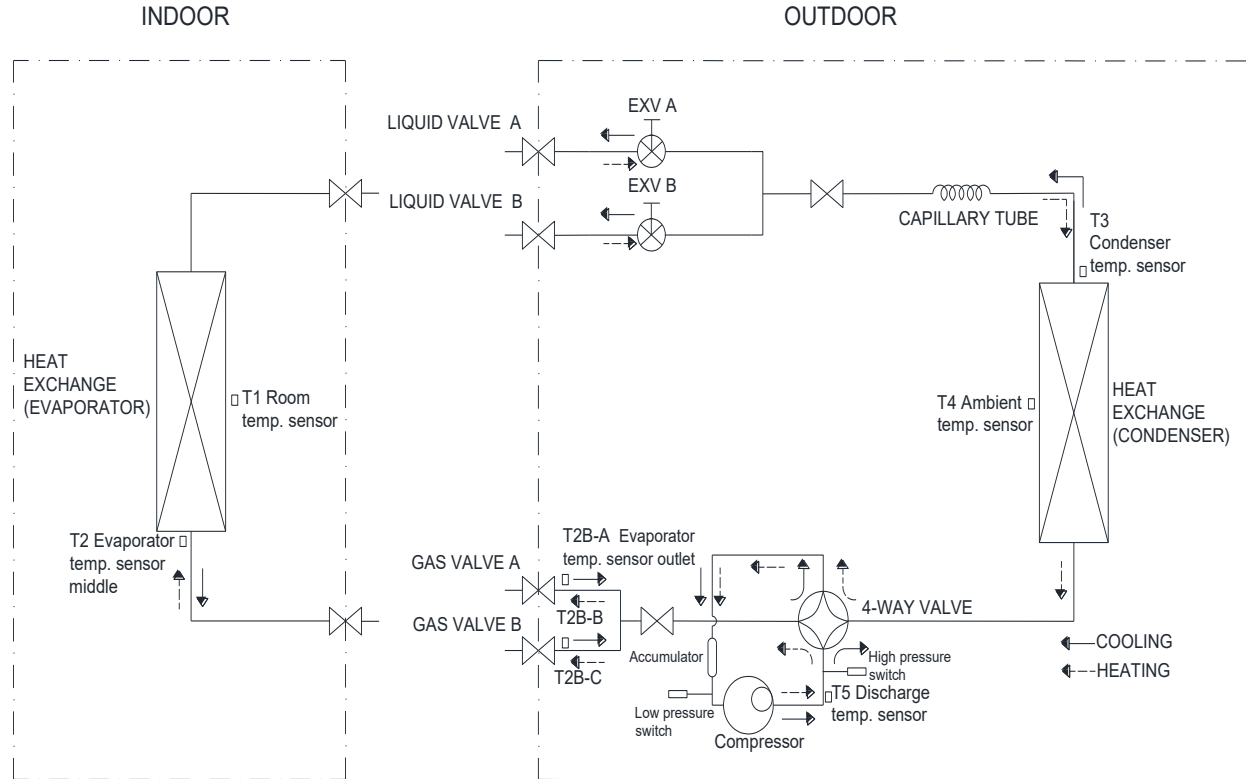 INDOOR
OUTDOOR
LIQUID VALVE A
EXV A
LIQUID VALVE B
EXV B
CAPILLARY TUBE
T3
Condenser
temp. sensor
HEAT
EXCHANGE
(EVAPORATOR)
T1 Room
temp. sensor
T4 Ambient
temp. sensor
HEAT
EXCHANGE
(CONDENSER)
T2 Evaporator
temp. sensor
middle
T2B-A Evaporator
temp. sensor outlet
GAS VALVE A
T2B-B
GAS VALVE B
T2B-C
4-WAY VALVE
Accumulator
High pressure
switch
Low pressure
switch
T5 Discharge
temp. sensor
Compressor
COOLING
HEATING